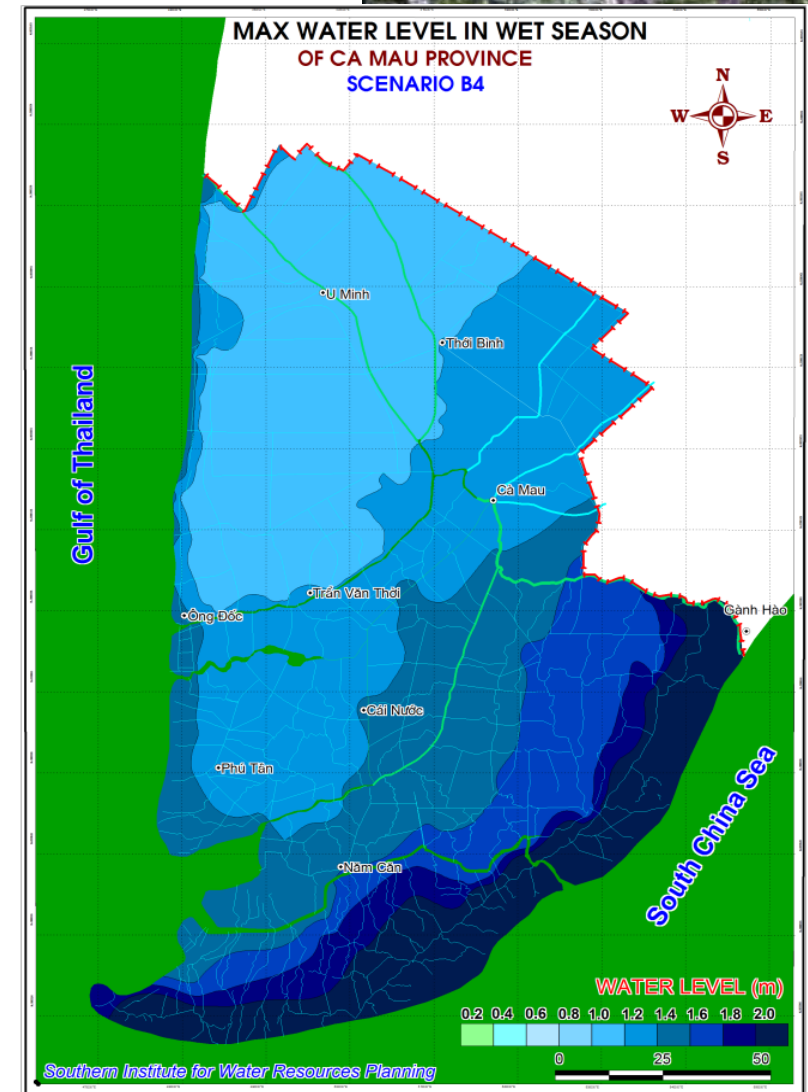 MAX WATER LEVEL IN WET SEASON
OF CA MAU PROVINCE
SCENARIO B4
N
W E
S
U Minh
Thới Bình
Gulf of Thailand
Cà Mau
Trần Văn Thời
Ông Đốc
Gành Hào
Cái Nước
Phú Tân
South China Sea
Năm Căn
WATER LEVEL (m)
0.2 0.4 0.6 0.8 1.0 1.2 1.4 1.6 1.8 2.0
0 25 50
Southern Institute for Water Resources Planning